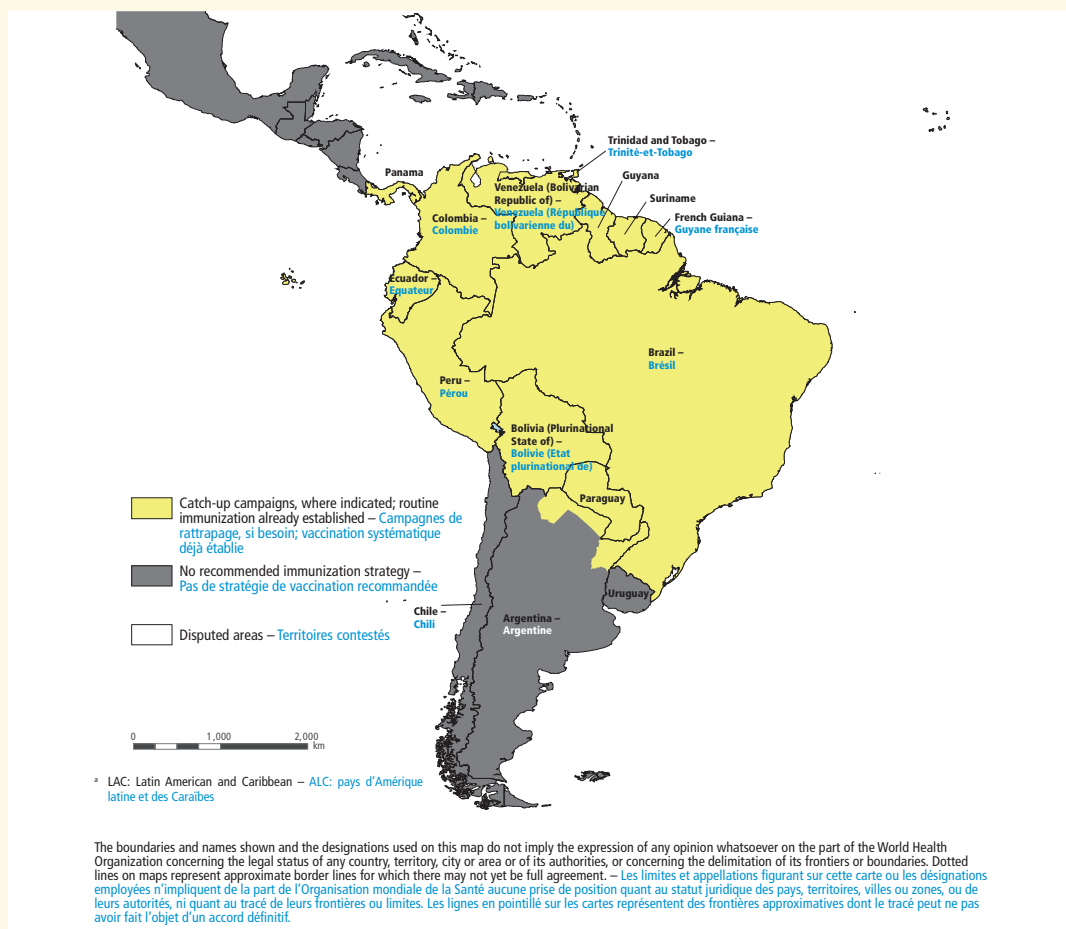 Trinidad and Tobago –
Trinité-et-Tobago
Panama
Guyana
Venezuela (Bolivarian
Republic of) –
Venezuela (République
bolivarienne du)
Suriname
Colombia –
Colombie
French Guiana –
Guyane française
Ecuador –
Equateur
Brazil –
Brésil
Peru –
Pérou
Bolivia (Plurinational
State of) –
Bolivie (Etat
plurinational de)
Paraguay
Catch-up campaigns, where indicated; routine
immunization already established – Campagnes de
rattrapage, si besoin; vaccination systématique
déjà établie
No recommended immunization strategy –
Pas de stratégie de vaccination recommandée
Uruguay
Chile –
Chili
Argentina –
Argentine
Disputed areas – Territoires contestés
0 1,000 2,000
km
a LAC: Latin American and Caribbean – ALC: pays d’Amérique
latine et des Caraïbes
The boundaries and names shown and the designations used on this map do not imply the expression of any opinion whatsoever on the part of the World Health
Organization concerning the legal status of any country, territory, city or area or of its authorities, or concerning the delimitation of its frontiers or boundaries. Dotted
lines on maps represent approximate border lines for which there may not yet be full agreement. – Les limites et appellations figurant sur cette carte ou les désignations
employées n’impliquent de la part de l’Organisation mondiale de la Santé aucune prise de position quant au statut juridique des pays, territoires, villes ou zones, ou de
leurs autorités, ni quant au tracé de leurs frontières ou limites. Les lignes en pointillé sur les cartes représentent des frontières approximatives dont le tracé peut ne pas
avoir fait l’objet d’un accord définitif.